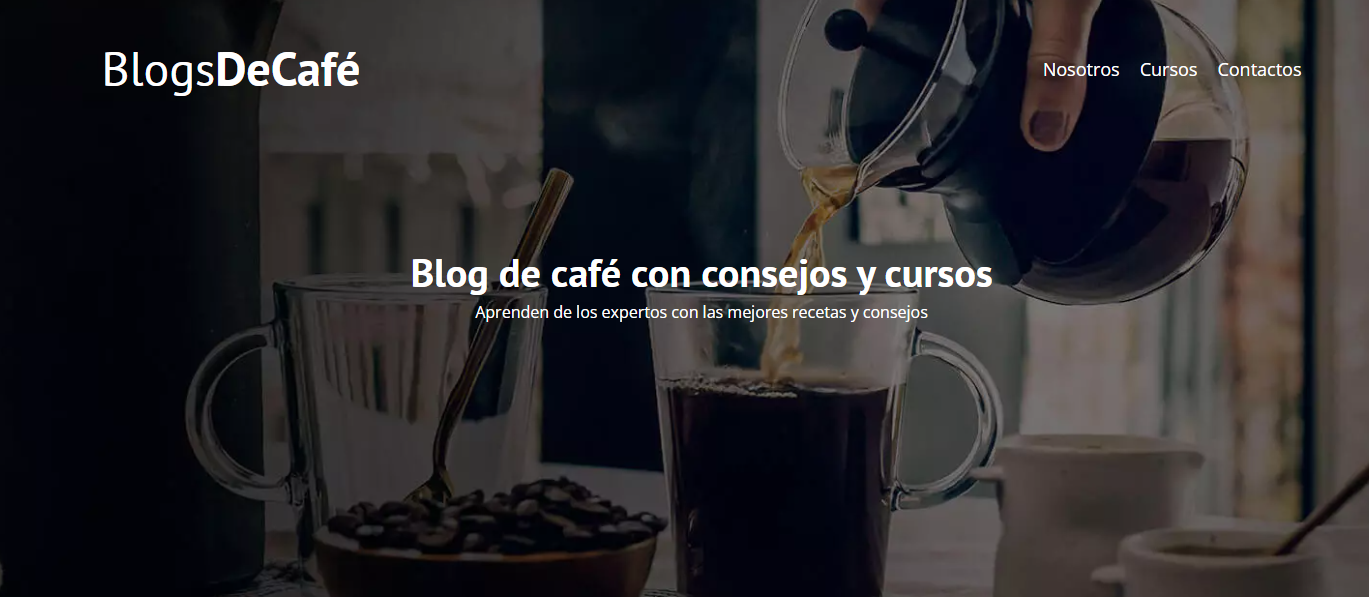 BlogsDeCafé
Nosotros Cursos Contactos
Blog de café con consejos y cursos
Aprenden de los expertos con las mejores recetas y consejos